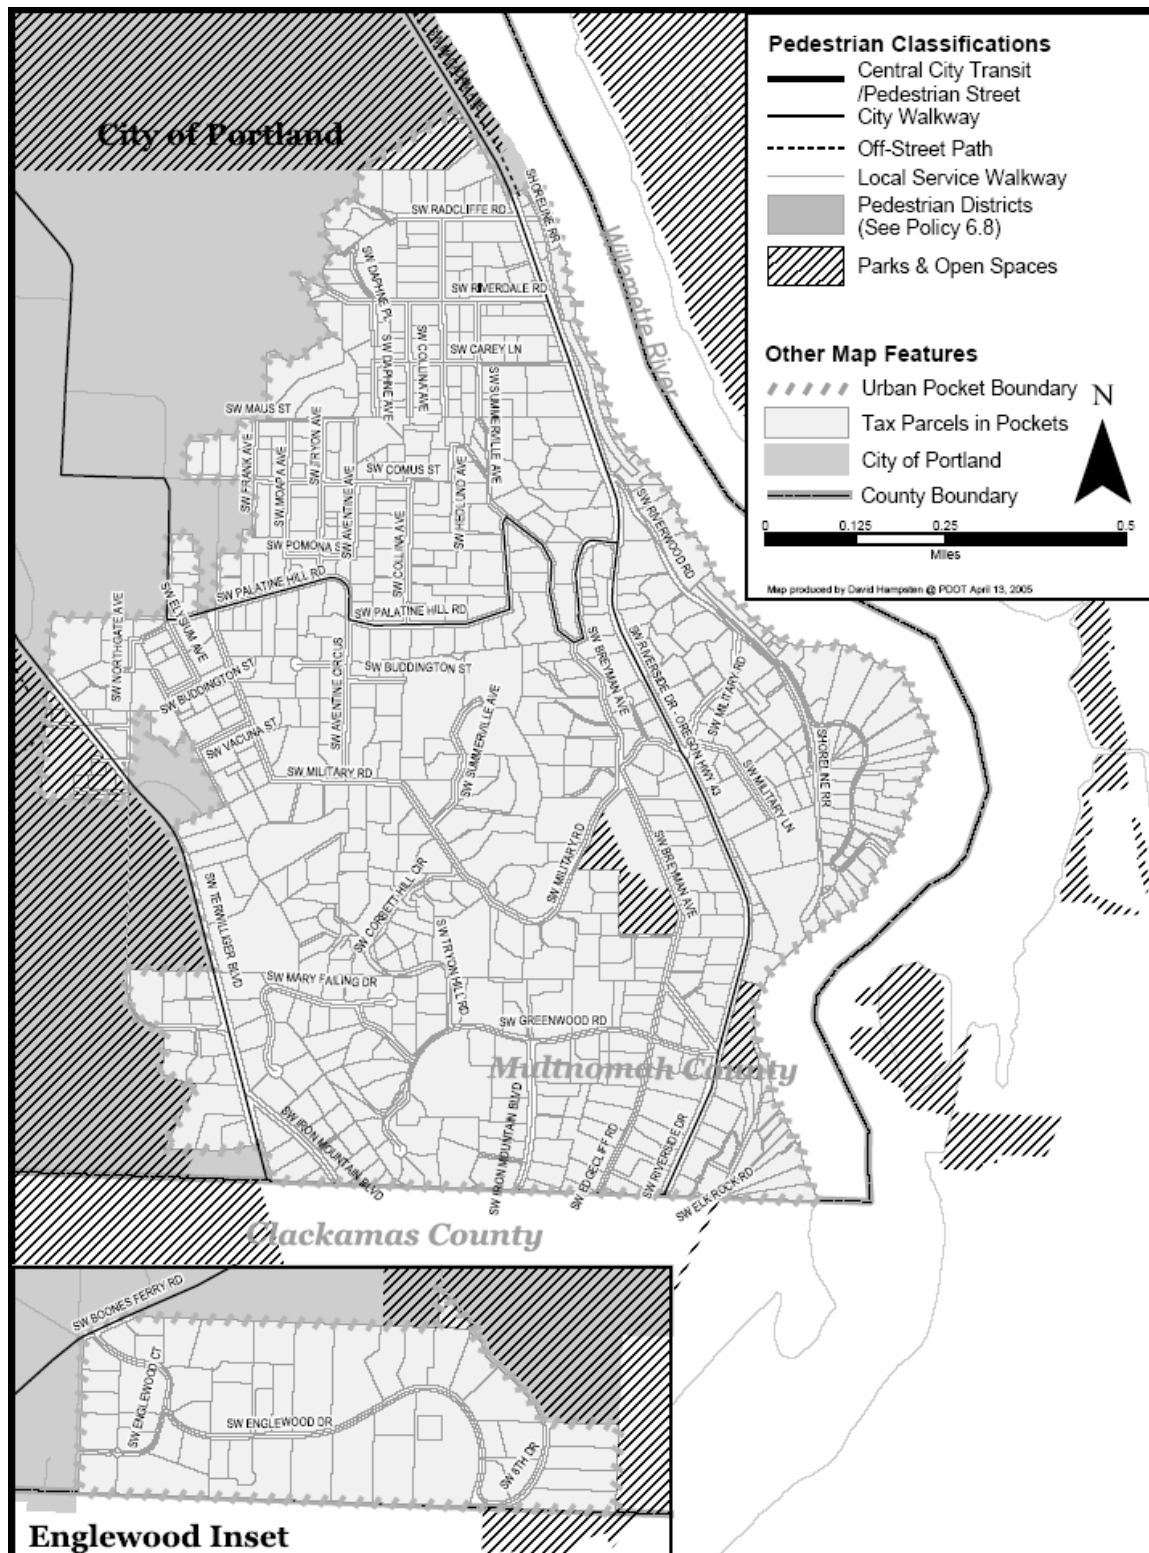 Pedestrian Classifications
Central City Transit
/Pedestrian Street
City Walkway
Off-Street Path
Local Service Walkway
Pedestrian Districts
(See Policy 6.8)
Parks & Open Spaces
Other Map Features
Urban Pocket Boundary
N
Tax Parcels in Pockets
City of Portland
County Boundary
0 0.125 0.25 0.5
Miles
Map produced by David Hampsten @ PDOT April 13, 2005
City of Portland
Willamette River
SHORELINE RR
SW RADCLIFFE RD
SW DAPHNE PL
SW RIVERDALE RD
SW COLLINA AVE
SW DAPHNE AVE
SW CAREY LN
SW SUMMERVILLE AVE
SW MAUS ST
SW FRANK AVE
SW MOAPA AVE
SW TRYON AVE
SW AVENTINE AVE
SW COMUS ST
SW HEDLUND AVE
SW COLLINA AVE
SW RIVERWOOD RD
SW POMONA S
SW PALATINE HILL RD
SW PALATINE HILL RD
SW ELYSIUM AVE
SW NORTHGATE AVE
SW BUDDINGTON ST
SW BUDDINGTON ST
SW AVENTINE CIRCUS
SW VACUNA ST
SW MILITARY RD
SW SUMMERVILLE AVE
SW BREYMAN AVE
SW RIVERSIDE DR - OREGON HWY 43
SW MILITARY RD
SW MILITARY LN
SHORELINE RR
SW MILITARY RD
SW BREYMAN AVE
SW TERWILLIGER BLVD
SW CORBETT HILL CIR
SW TRYON HILL RD
SW MARY FAILING DR
SW GREENWOOD RD
Multnomah County
SW IRON MOUNTAIN BLVD
SW IRON MOUNTAIN BLVD
SW EDGECLIFF RD
SW RIVERSIDE DR
SW ELK ROCK RD
Clackamas County
SW BOONES FERRY RD
SW ENGLEWOOD CT
SW ENGLEWOOD DR
SW 8TH DR
Englewood Inset